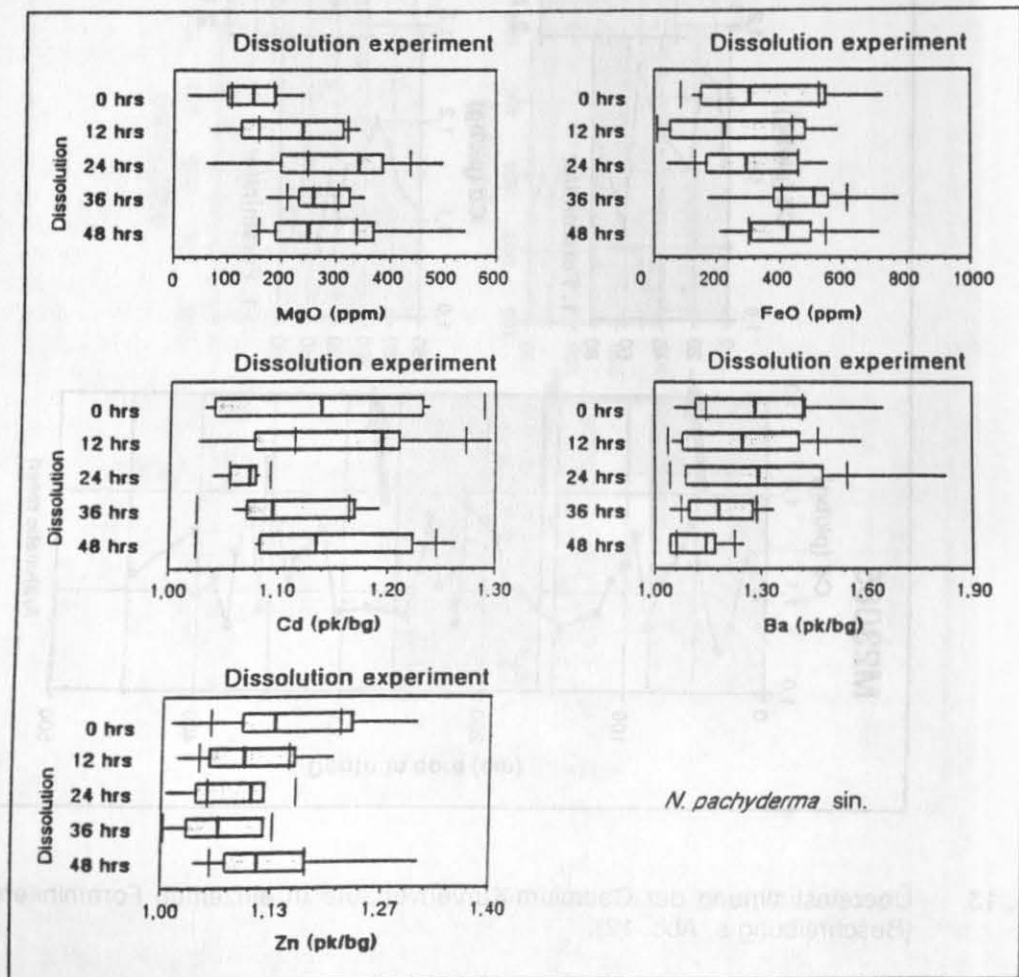 Dissolution experiment
Dissolution
0 hrs
12 hrs
24 hrs
36 hrs
48 hrs
0 100 200 300 400 500 600
MgO (ppm)
Dissolution experiment
0 hrs
12 hrs
24 hrs
36 hrs
48 hrs
0 200 400 600 800 1000
FeO (ppm)
Dissolution experiment
Dissolution
0 hrs
12 hrs
24 hrs
36 hrs
48 hrs
1.00 1.10 1.20 1.30
Cd (pk/bg)
Dissolution experiment
0 hrs
12 hrs
24 hrs
36 hrs
48 hrs
1.00 1.30 1.60 1.90
Ba (pk/bg)
Dissolution experiment
Dissolution
0 hrs
12 hrs
24 hrs
36 hrs
48 hrs
1,00 1.13 1.27 1.40
Zn (pk/bg)
N. pachyderma sin.